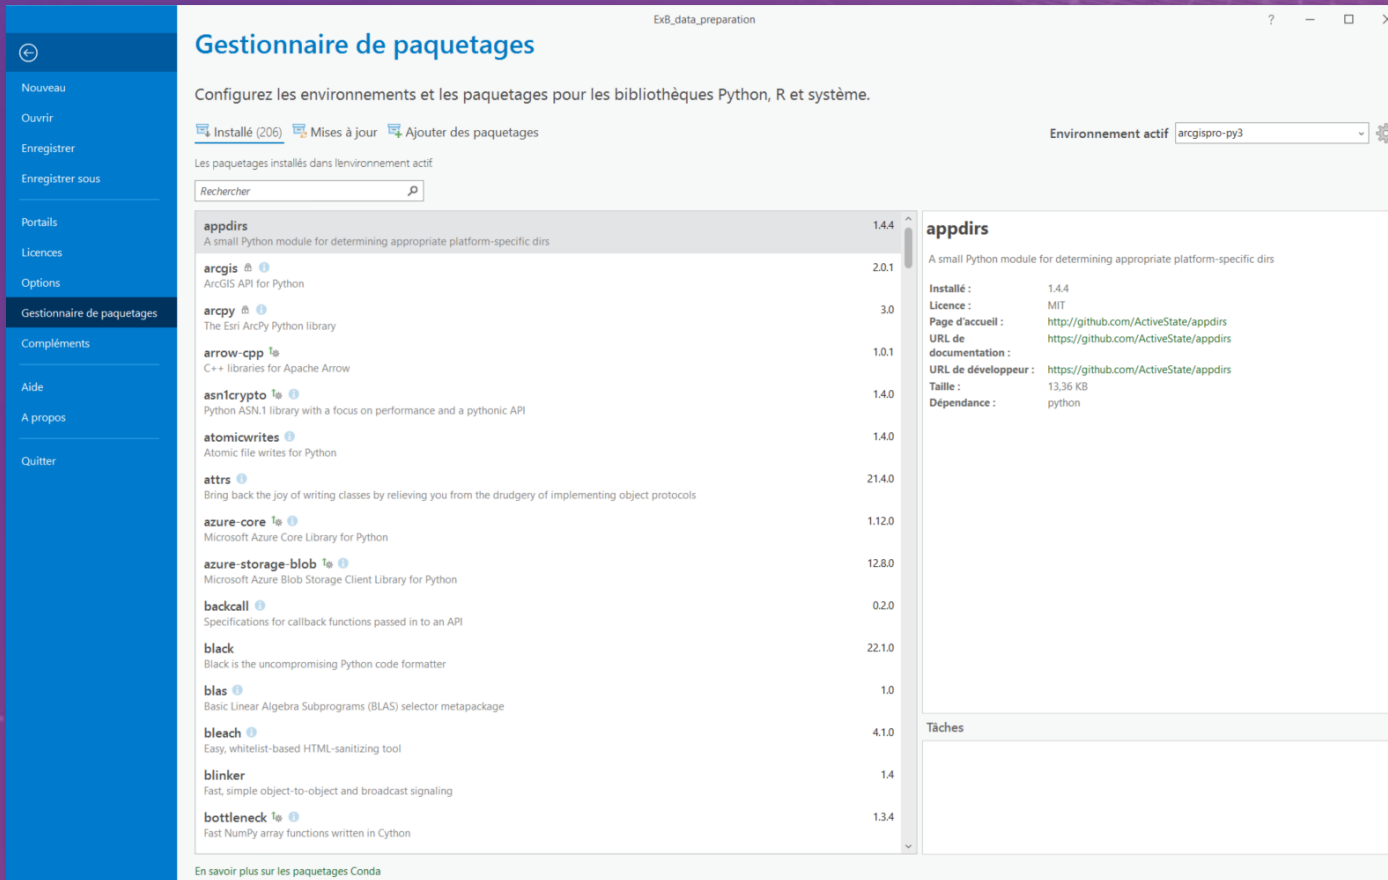 ExB_data_preparation
?
Nouveau
Ouvrir
Enregistrer
Enregistrer sous
Portails
Licences
Options
Gestionnaire de paquetages
Compléments
Aide
A propos
Quitter
Gestionnaire de paquetages
Configurez les environnements et les paquetages pour les bibliothèques Python, R et système.
Installé (206) Mises à jour Ajouter des paquetages
Environnement actif arcgispro-py3
Les paquetages installés dans l'environnement actif
Rechercher
appdirs 1.4.4
A small Python module for determining appropriate platform-specific dirs
arcgis 2.0.1
ArcGIS API for Python
arcpy 3.0
The Esri ArcPy Python library
arrow-cpp 1.0.1
C++ libraries for Apache Arrow
asn1crypto 1.4.0
Python ASN.1 library with a focus on performance and a pythonic API
atomicwrites 1.4.0
Atomic file writes for Python
attrs 21.4.0
Bring back the joy of writing classes by relieving you from the drudgery of implementing object protocols
azure-core 1.12.0
Microsoft Azure Core Library for Python
azure-storage-blob 12.8.0
Microsoft Azure Blob Storage Client Library for Python
backcall 0.2.0
Specifications for callback functions passed in to an API
black 22.1.0
Black is the uncompromising Python code formatter
blas 1.0
Basic Linear Algebra Subprograms (BLAS) selector metapackage
bleach 4.1.0
Easy, whitelist-based HTML-sanitizing tool
blinker 1.4
Fast, simple object-to-object and broadcast signaling
bottleneck 1.3.4
Fast NumPy array functions written in Cython
En savoir plus sur les paquetages Conda
appdirs
A small Python module for determining appropriate platform-specific dirs
Installé : 1.4.4
Licence : MIT
Page d'accueil : http://github.com/ActiveState/appdirs
URL de https://github.com/ActiveState/appdirs
documentation :
URL de développeur : https://github.com/ActiveState/appdirs
Taille : 13,36 KB
Dépendance : python
Tâches